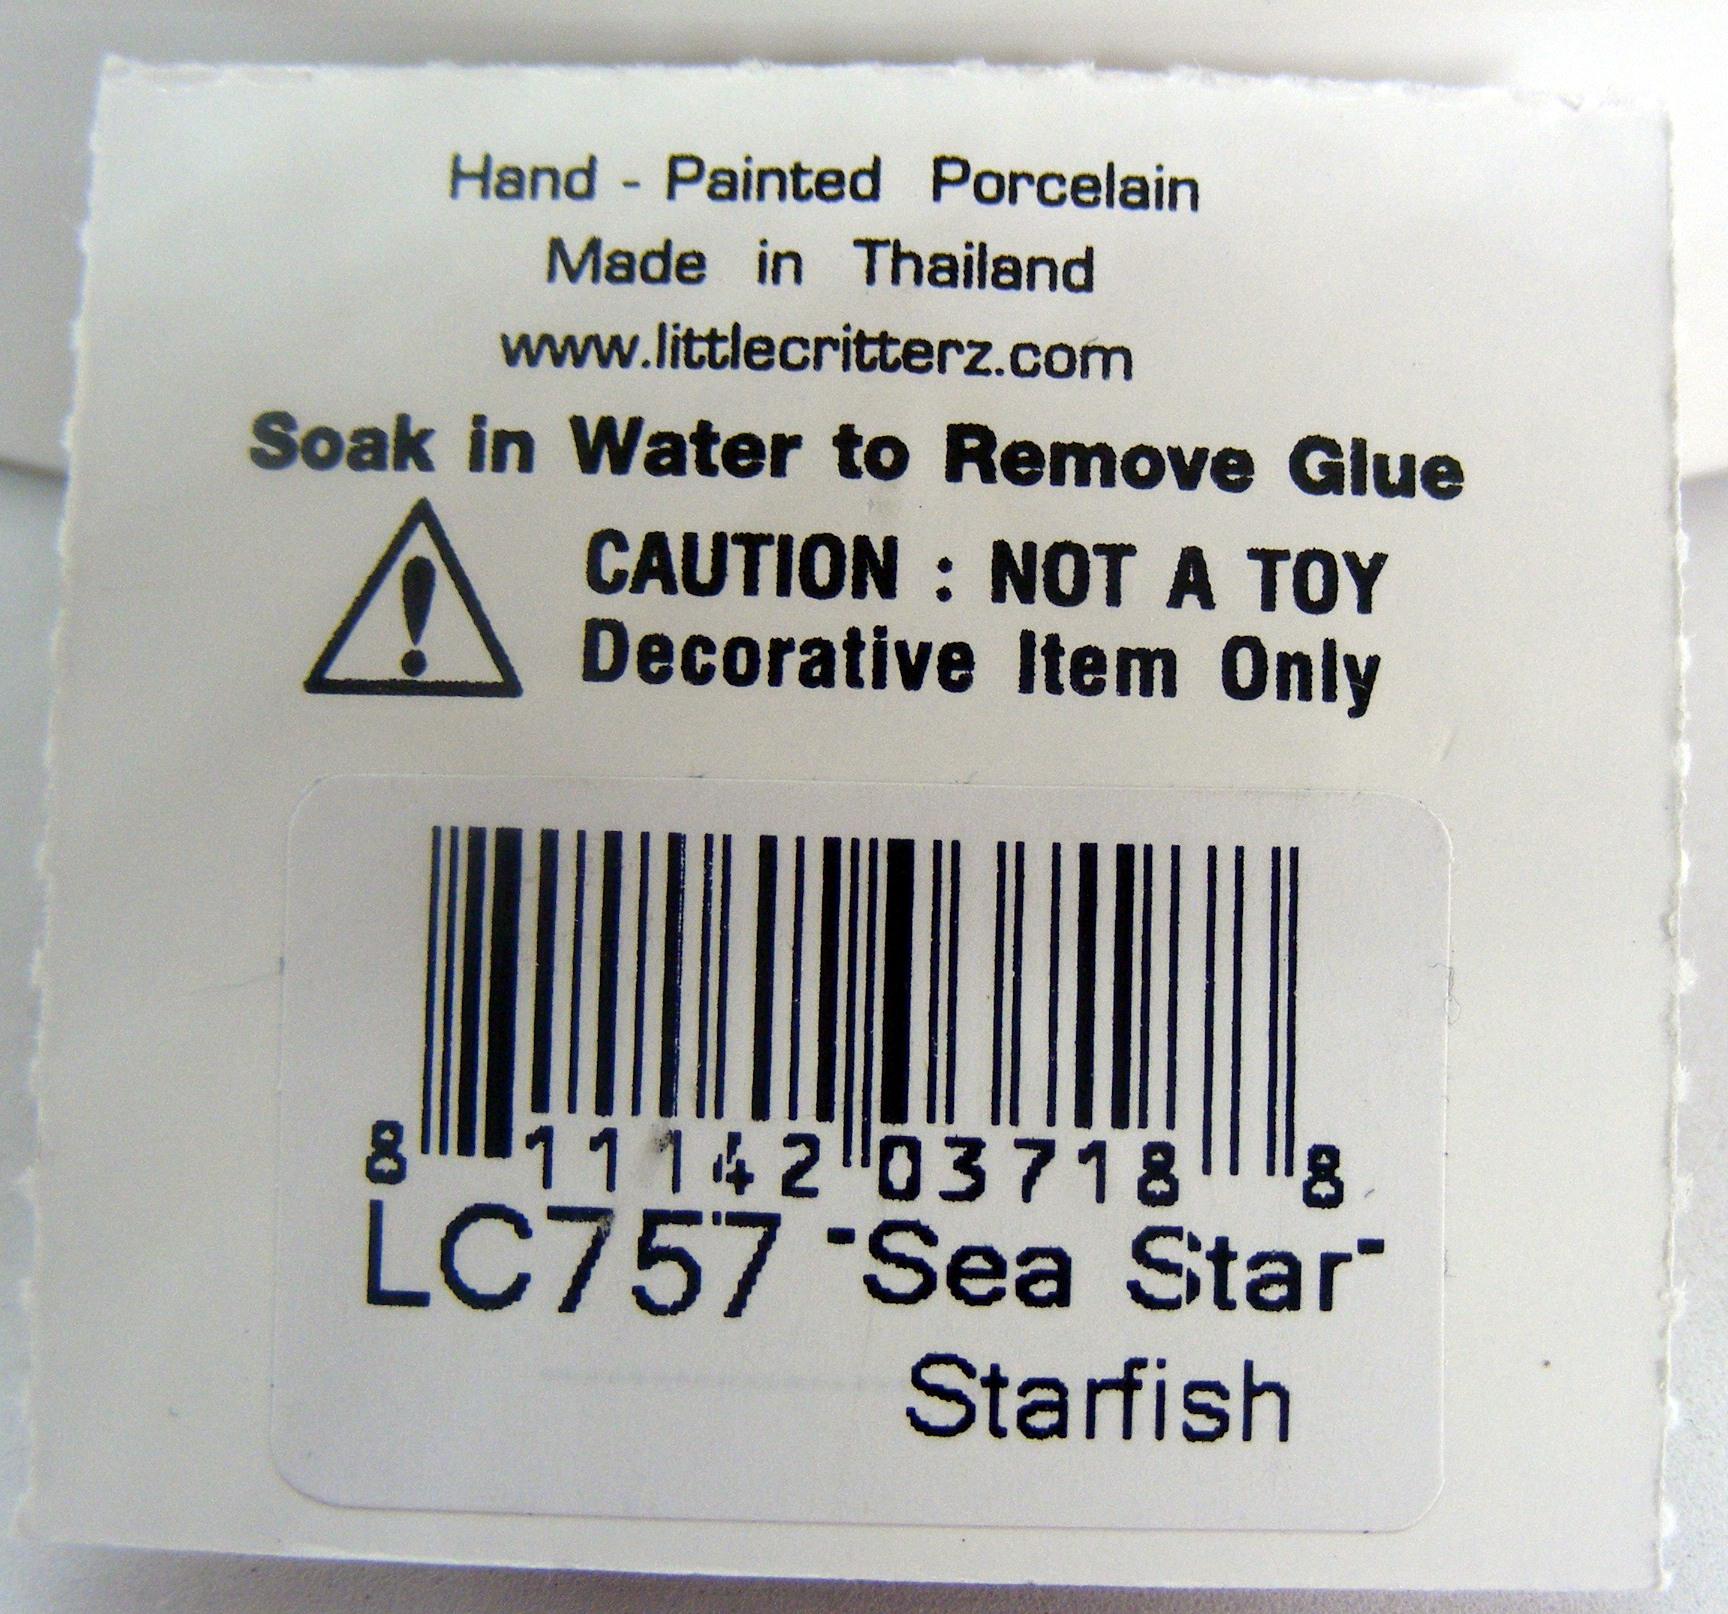 Hand - Painted Porcelain
Made in Thailand
www.littlecritterz.com
Soak in Water to Remove Glue
CAUTION : NOT A TOY
Decorative Item Only
8 11142 03718 8
LC757 "Sea Star"
Starfish